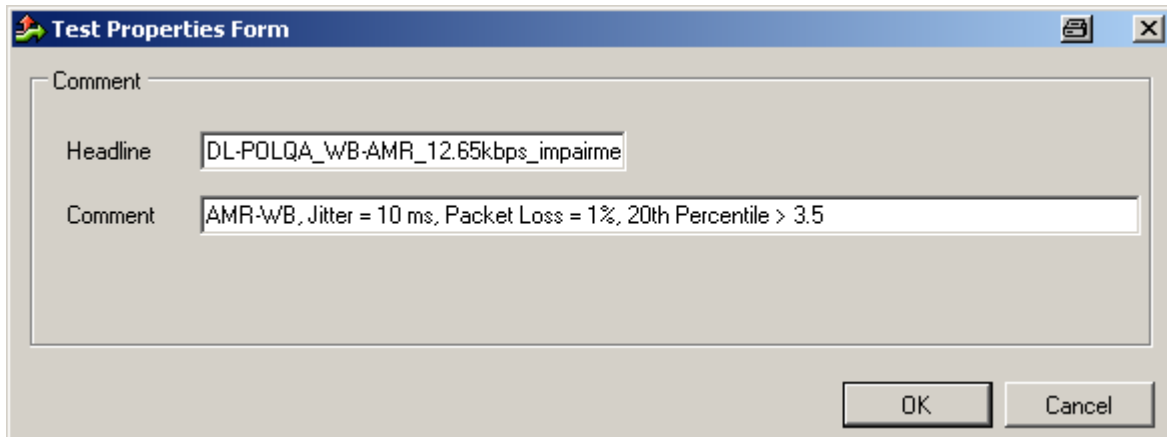 Test Properties Form
Comment
Headline DL-POLQA_WB-AMR_12.65kbps_impairme
Comment AMR-WB, Jitter = 10 ms, Packet Loss = 1%, 20th Percentile > 3.5
OK Cancel